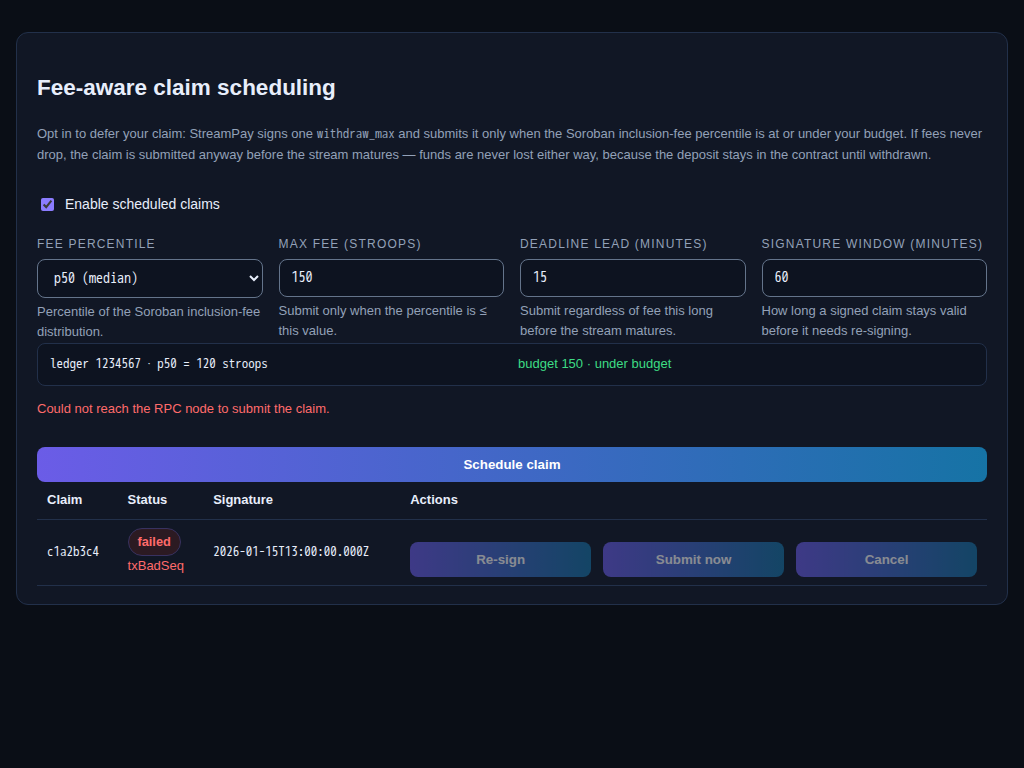 Fee-aware claim scheduling
Opt in to defer your claim: StreamPay signs one withdraw_max and submits it only when the Soroban inclusion-fee percentile is at or under your budget. If fees never
drop, the claim is submitted anyway before the stream matures — funds are never lost either way, because the deposit stays in the contract until withdrawn.
Enable scheduled claims
FEE PERCENTILE
p50 (median)
Percentile of the Soroban inclusion-fee
distribution.
MAX FEE (STROOPS)
150
Submit only when the percentile is ≤
this value.
DEADLINE LEAD (MINUTES)
15
Submit regardless of fee this long
before the stream matures.
SIGNATURE WINDOW (MINUTES)
60
How long a signed claim stays valid
before it needs re-signing.
ledger 1234567 · p50 = 120 stroops
budget 150 · under budget
Could not reach the RPC node to submit the claim.
Schedule claim
Claim Status Signature Actions
c1a2b3c4
failed
txBadSeq
2026-01-15T13:00:00.000Z
Re-sign
Submit now
Cancel